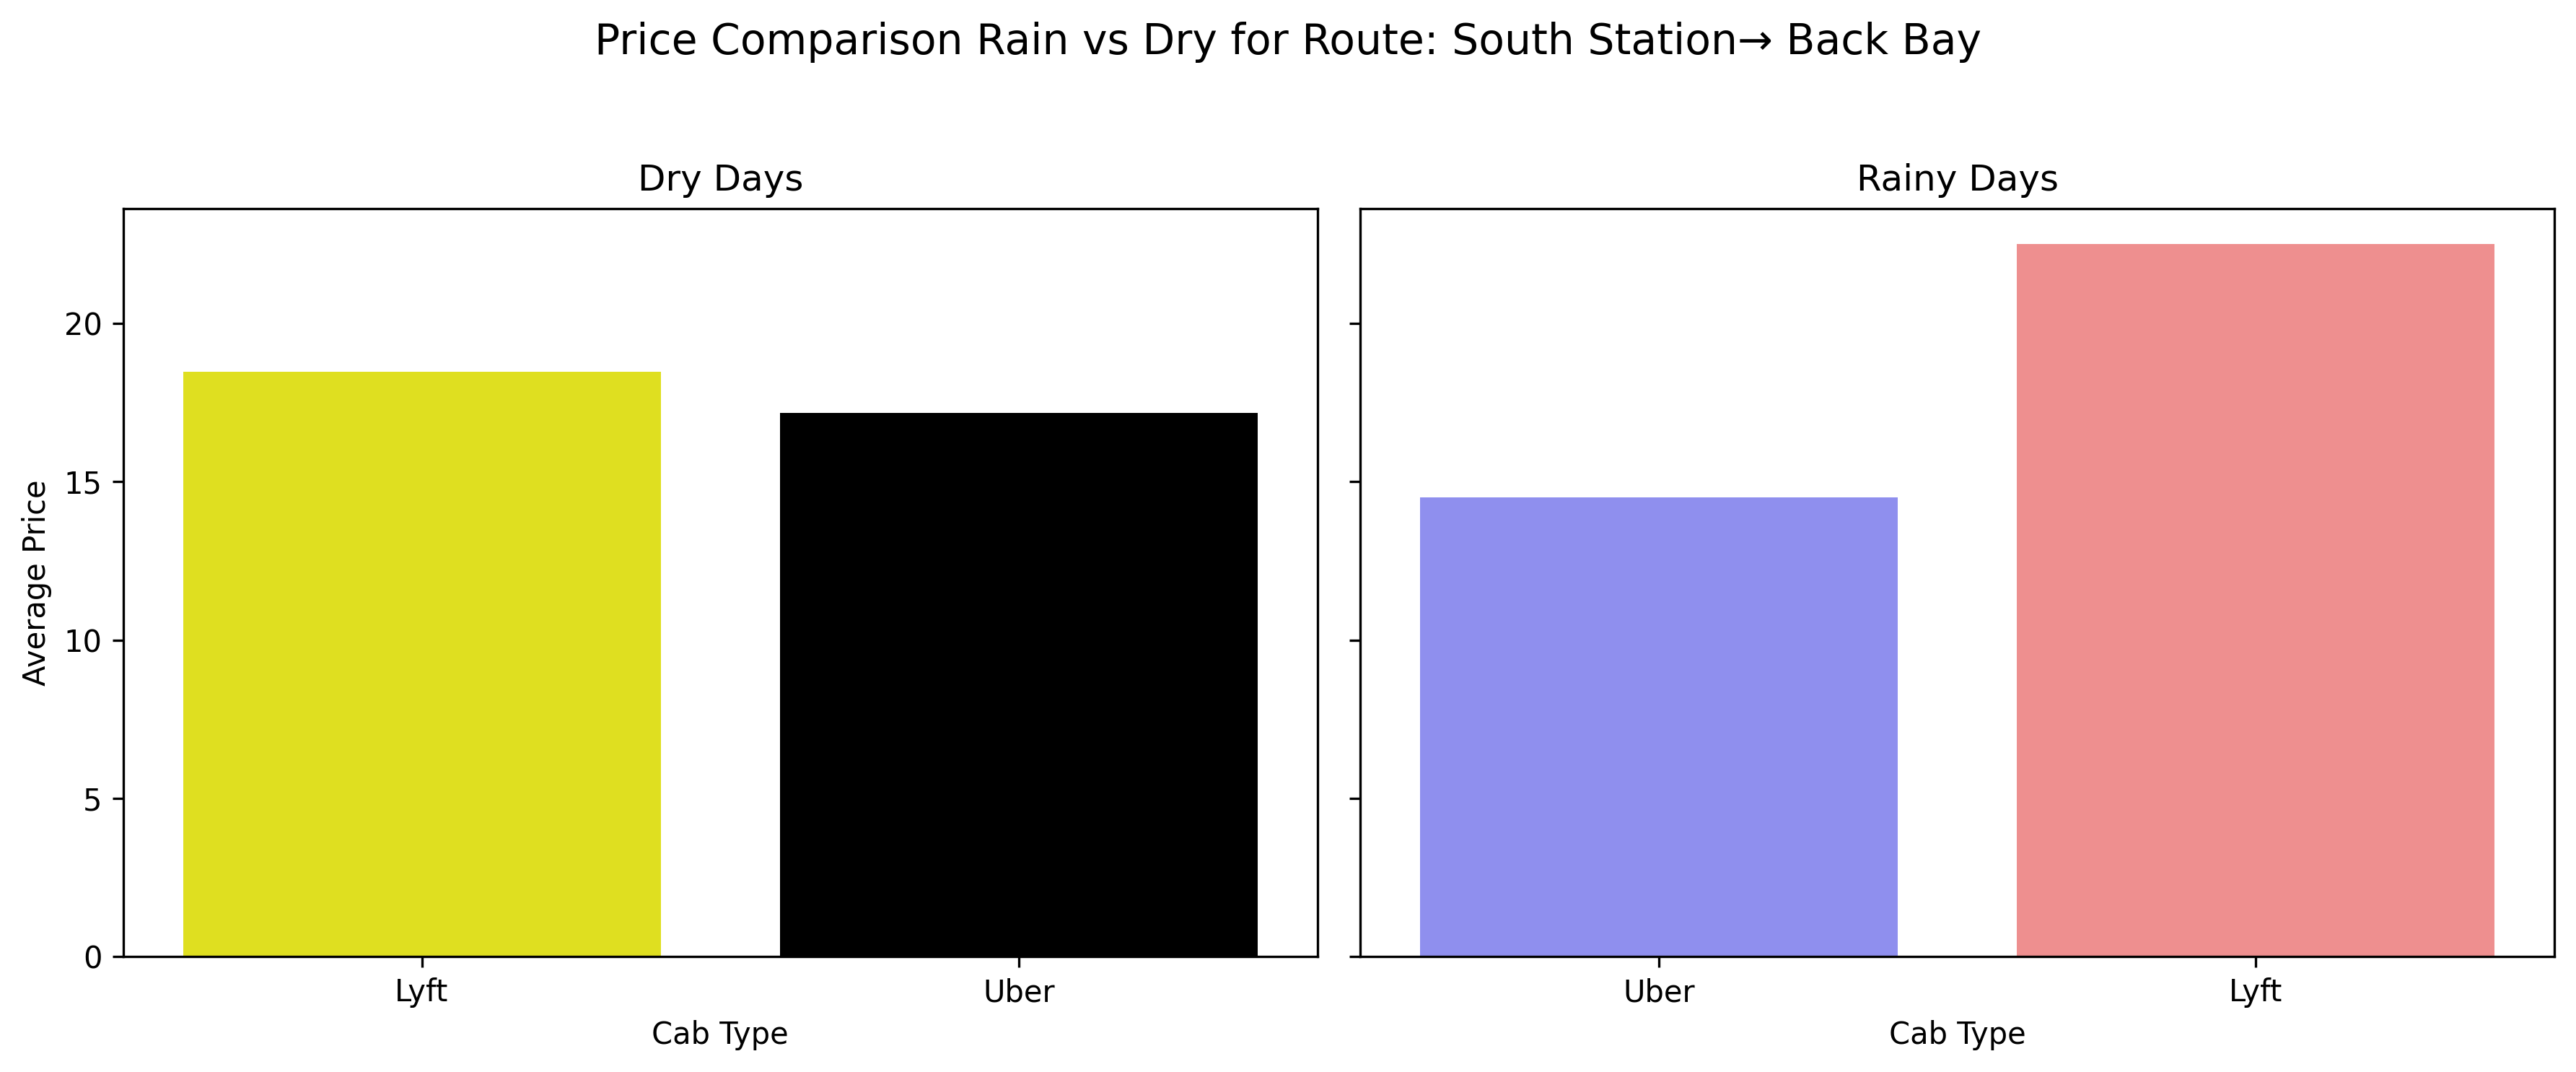 Price Comparison Rain vs Dry for Route: South Station→ Back Bay
Dry Days
Average Price
20
15
10
5
0
Lyft
Uber
Cab Type
Rainy Days
Uber
Lyft
Cab Type